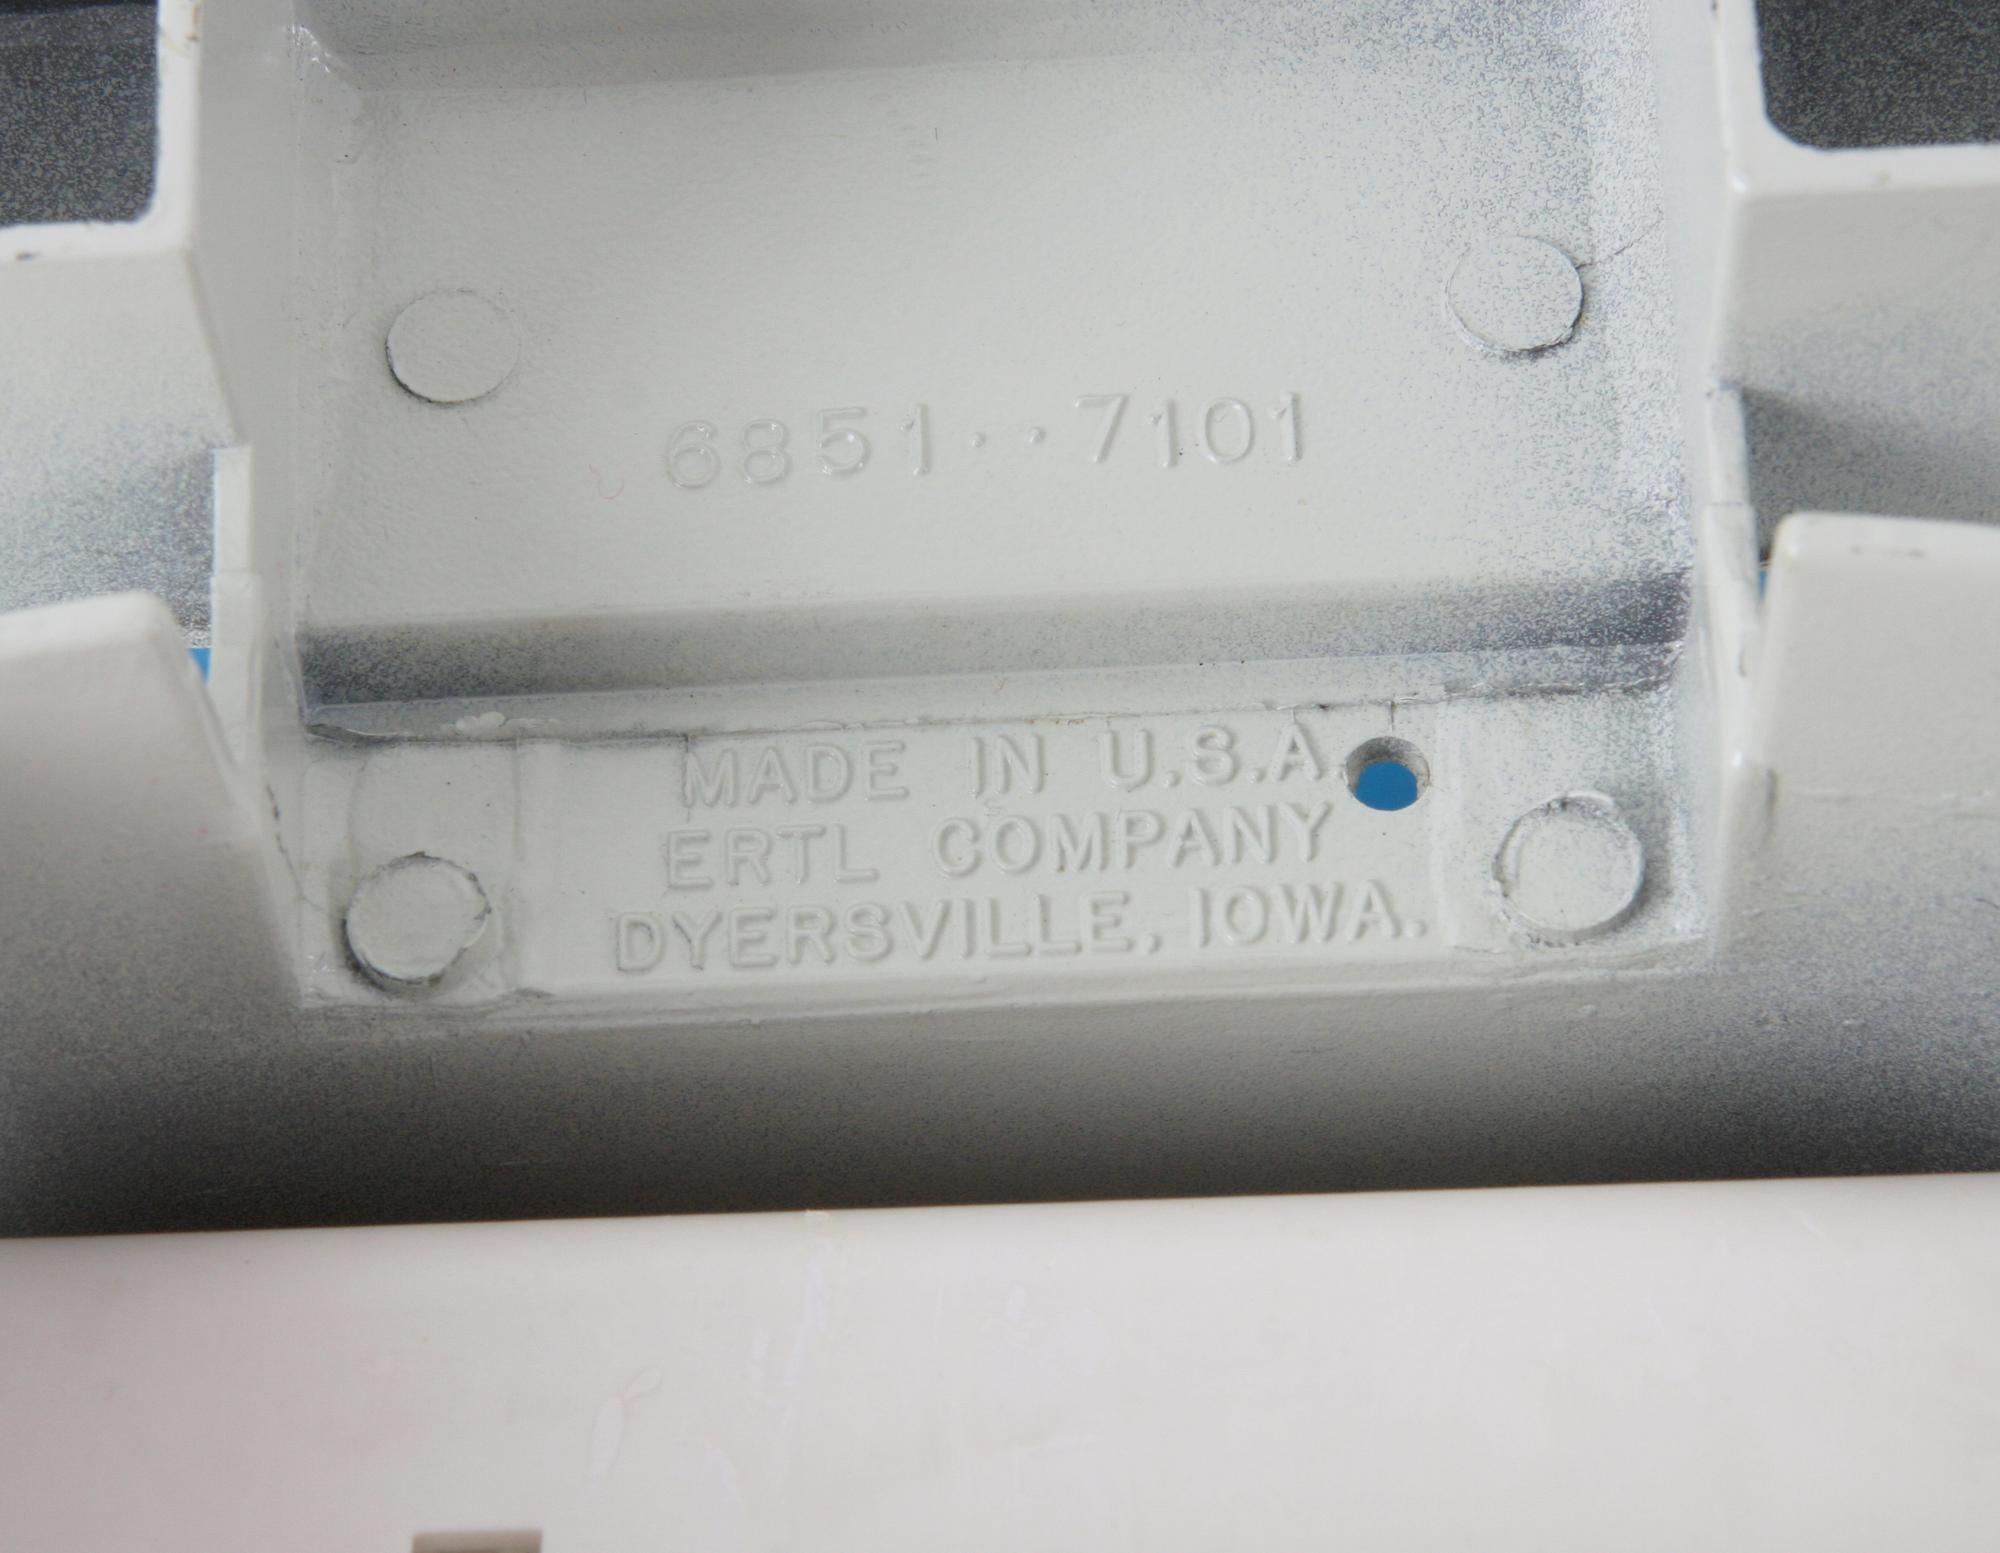 6851··7101
MADE IN U.S.A.
ERTL COMPANY
DYERSVILLE, IOWA.